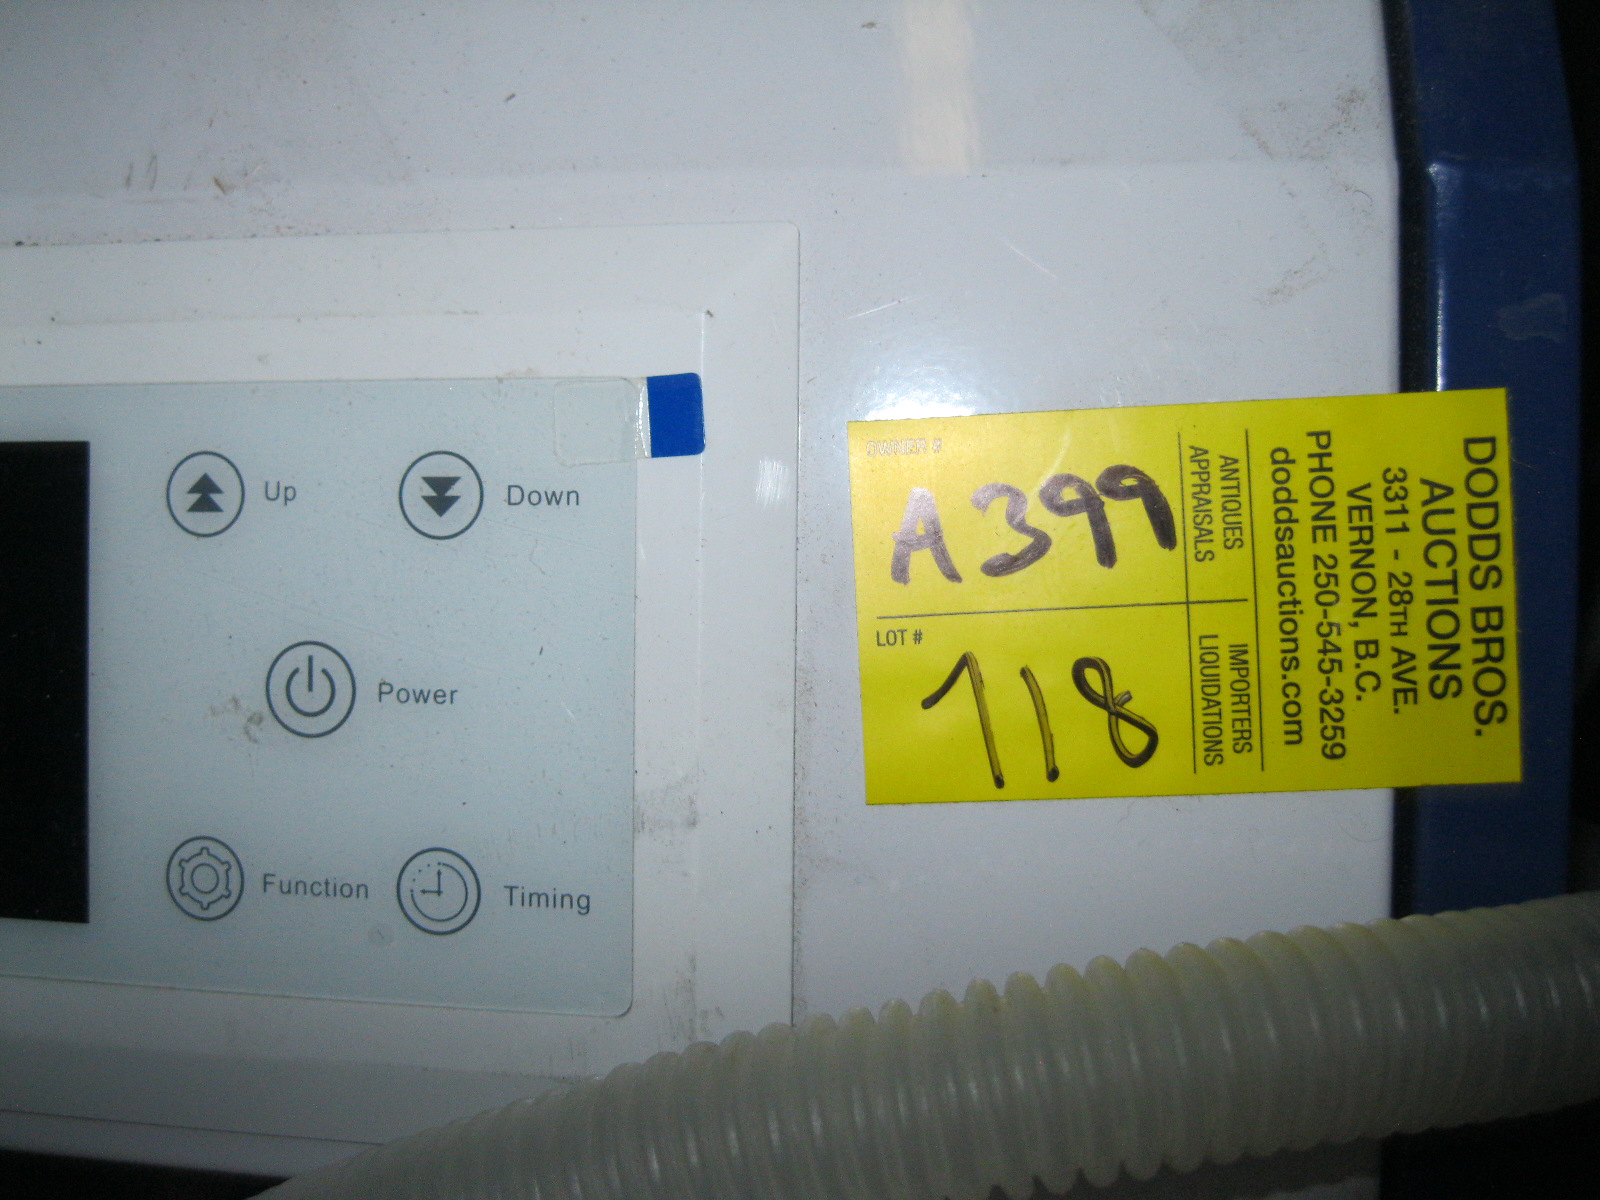 Up
Down
Power
Function
Timing
DODDS BROS.
AUCTIONS
3311 - 28TH AVE.
VERNON, B.C.
PHONE 250-545-3259
doddsauctions.com
ANTIQUES
APPRAISALS
IMPORTERS
LIQUIDATIONS
OWNER #
A399
LOT #
718